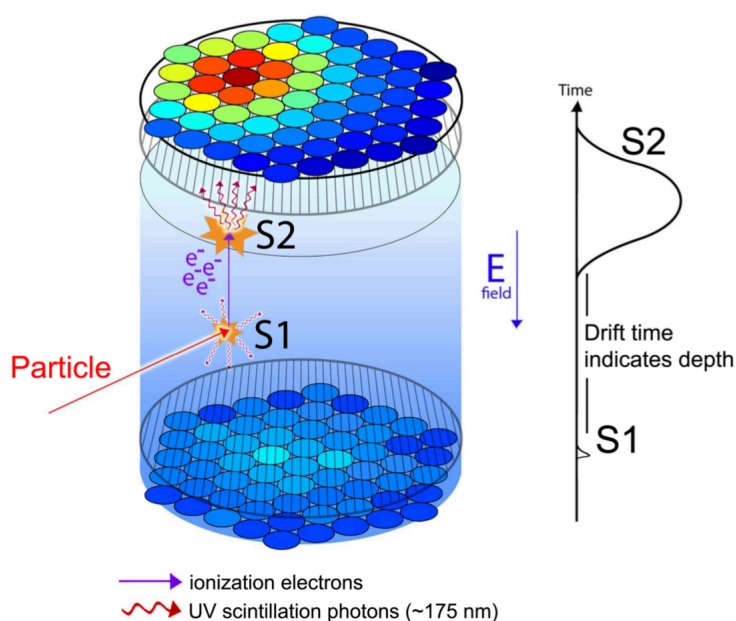 Time
S2
S2
e-
e-e-
e-e-
E
field
S1
Drift time
indicates depth
Particle
S1
ionization electrons
UV scintillation photons (~175 nm)